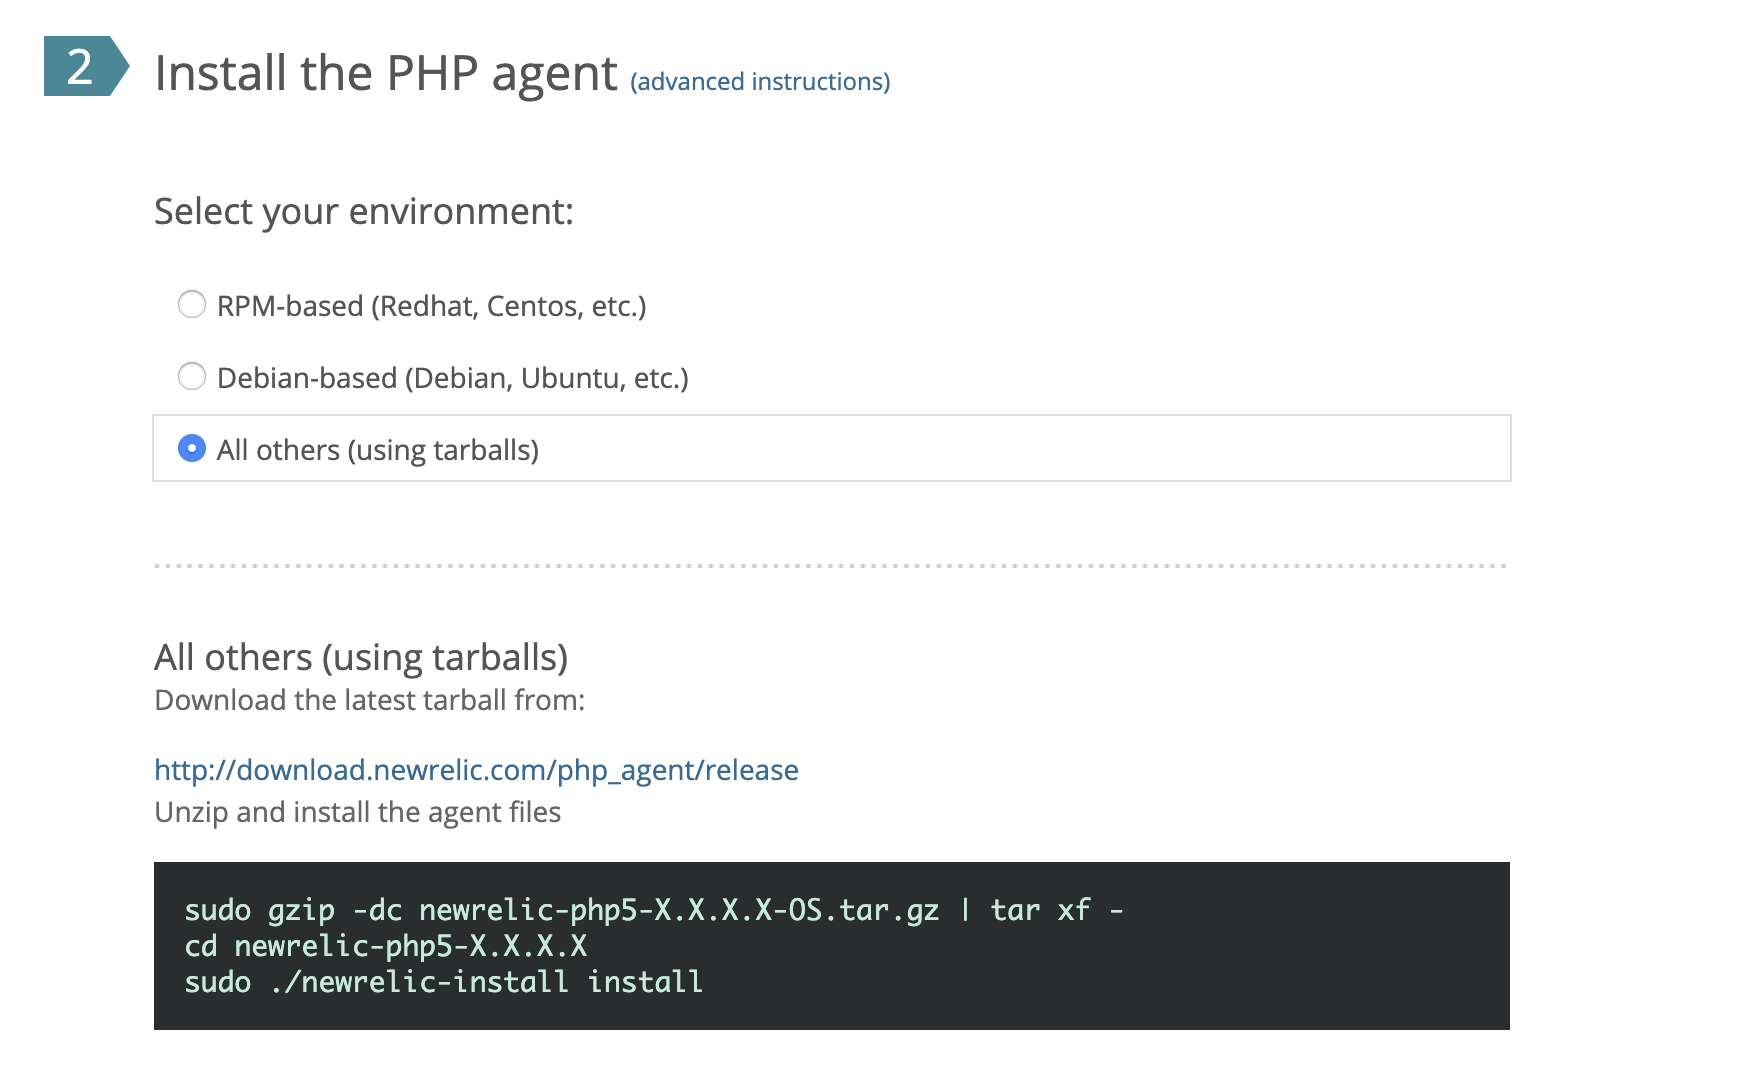 2
Install the PHP agent (advanced instructions)
Select your environment:
RPM-based (Redhat, Centos, etc.)
Debian-based (Debian, Ubuntu, etc.)
All others (using tarballs)
All others (using tarballs)
Download the latest tarball from:
http://download.newrelic.com/php_agent/release
Unzip and install the agent files
sudo gzip -dc newrelic-php5-X.X.X.X-OS.tar.gz | tar xf -
cd newrelic-php5-X.X.X.X
sudo ./newrelic-install install